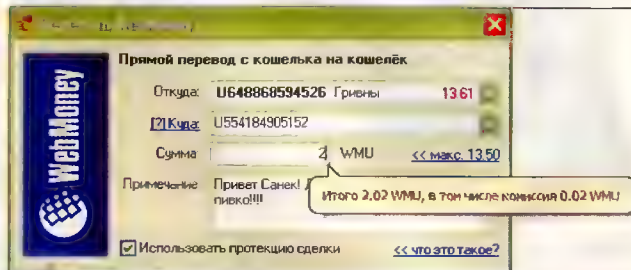 WebMoney
Прямой перевод с кошелька на кошелёк
Откуда: U648868594526 Гривны 13.61
[?] Куда: U554184905152
Сумма 2 WMU << макс. 13.50
Примечание Привет Санек!
пивко!!!!
Итого 2.02 WMU, в том числе комиссия 0.02 WMU
Использовать протекцию сделки << что это такое?